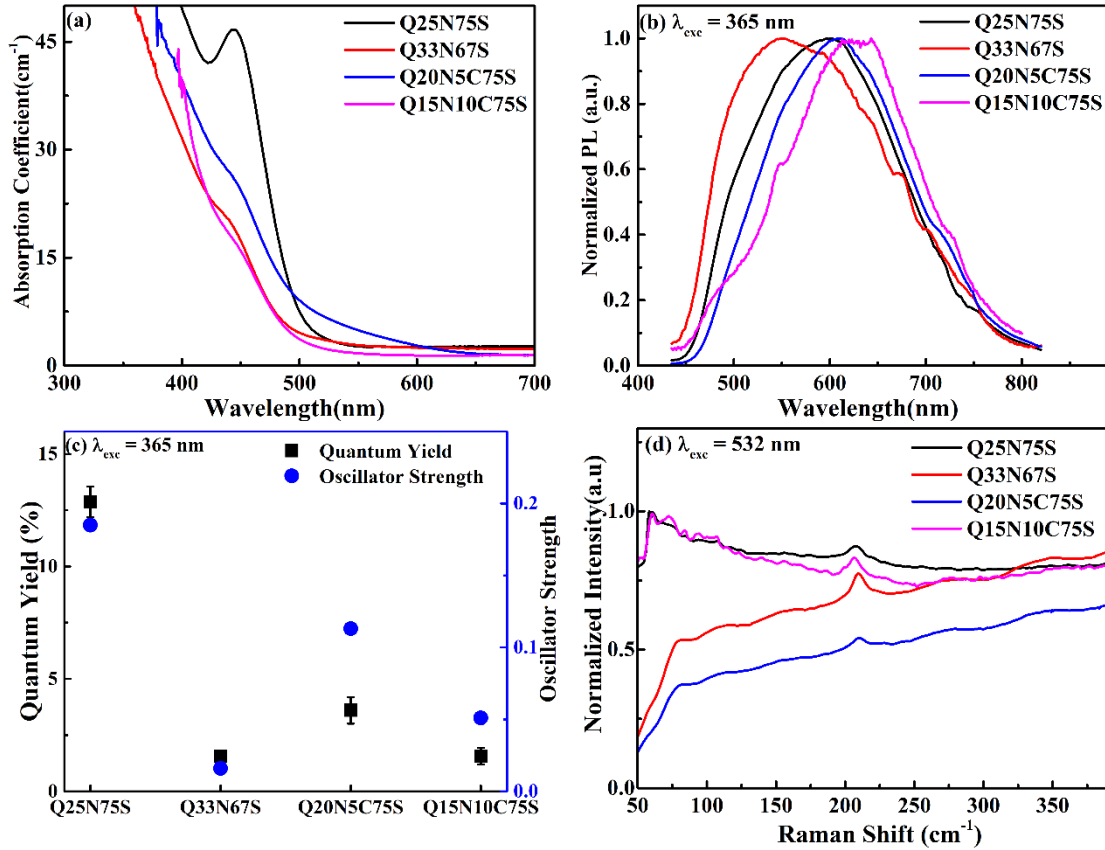 (a)
Q25N75S
Q33N67S
Q20N5C75S
Q15N10C75S
45
30
15
0
300 400 500 600 700
Absorption Coefficient(cm-1)
Wavelength(nm)
(b) λexc = 365 nm
Q25N75S
Q33N67S
Q20N5C75S
Q15N10C75S
1.0
0.8
0.6
0.4
0.2
0.0
400 500 600 700 800
Normalized PL (a.u.)
Wavelength(nm)
(c) λexc = 365 nm
Quantum Yield
Oscillator Strength
15
10
5
0
0.2
0.1
0.0
Q25N75S Q33N67S Q20N5C75S Q15N10C75S
Quantum Yield (%)
Oscillator Strength
(d) λexc = 532 nm
Q25N75S
Q33N67S
Q20N5C75S
Q15N10C75S
1.0
0.5
0.0
50 100 150 200 250 300 350
Normalized Intensity(a.u)
Raman Shift (cm-1)